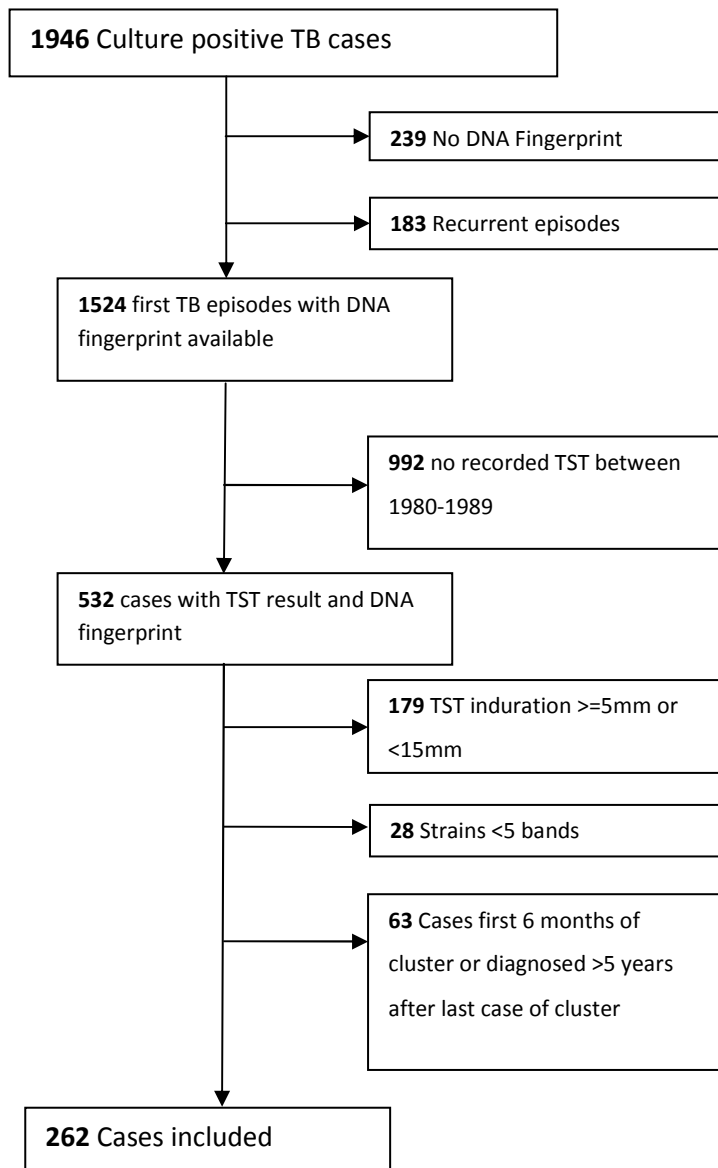 1946 Culture positive TB cases
239 No DNA Fingerprint
183 Recurrent episodes
1524 first TB episodes with DNA
fingerprint available
992 no recorded TST between
1980-1989
532 cases with TST result and DNA
fingerprint
179 TST induration >=5mm or
<15mm
28 Strains <5 bands
63 Cases first 6 months of
cluster or diagnosed >5 years
after last case of cluster
262 Cases included